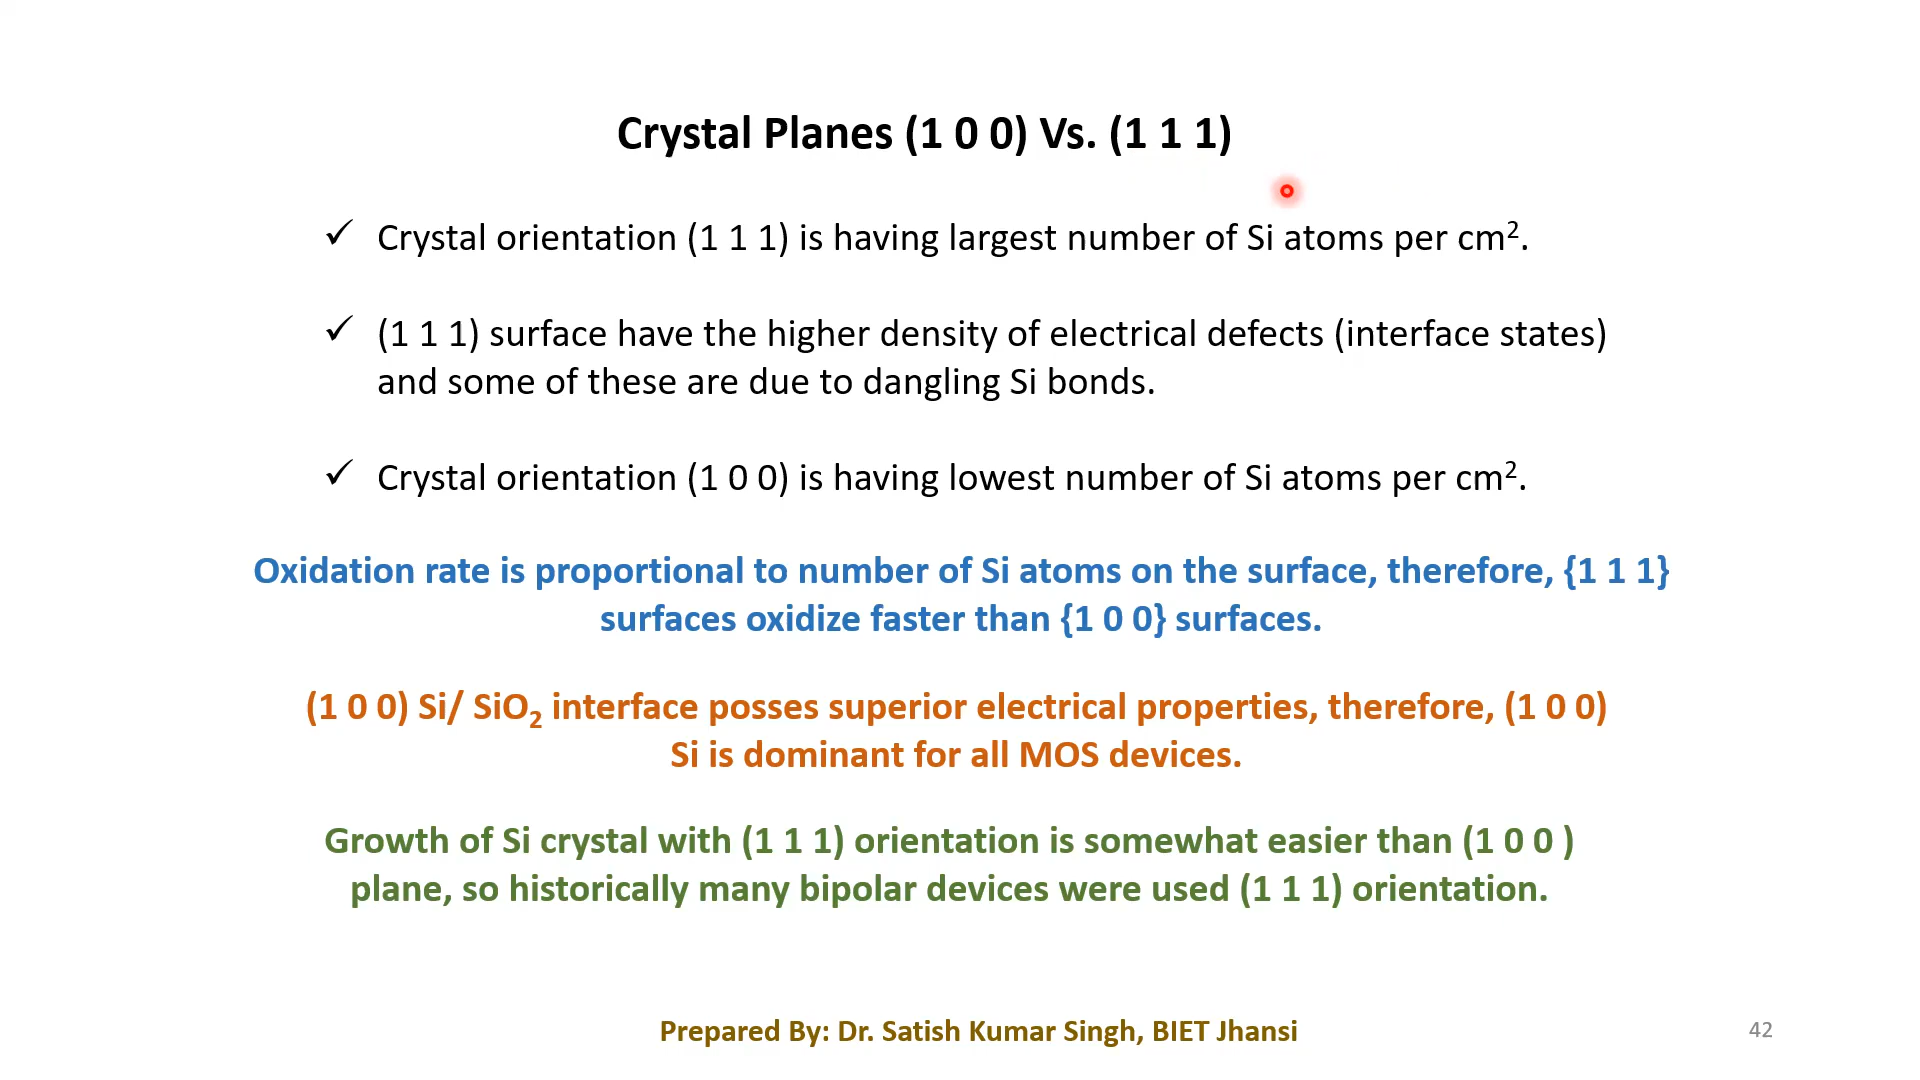 Crystal Planes (1 0 0) Vs. (1 1 1)
✓ Crystal orientation (1 1 1) is having largest number of Si atoms per cm².
✓ (1 1 1) surface have the higher density of electrical defects (interface states)
and some of these are due to dangling Si bonds.
✓ Crystal orientation (1 0 0) is having lowest number of Si atoms per cm².
Oxidation rate is proportional to number of Si atoms on the surface, therefore, {1 1 1}
surfaces oxidize faster than {1 0 0} surfaces.
(1 0 0) Si/ SiO₂ interface posses superior electrical properties, therefore, (1 0 0)
Si is dominant for all MOS devices.
Growth of Si crystal with (1 1 1) orientation is somewhat easier than (1 0 0 )
plane, so historically many bipolar devices were used (1 1 1) orientation.
Prepared By: Dr. Satish Kumar Singh, BIET Jhansi
42